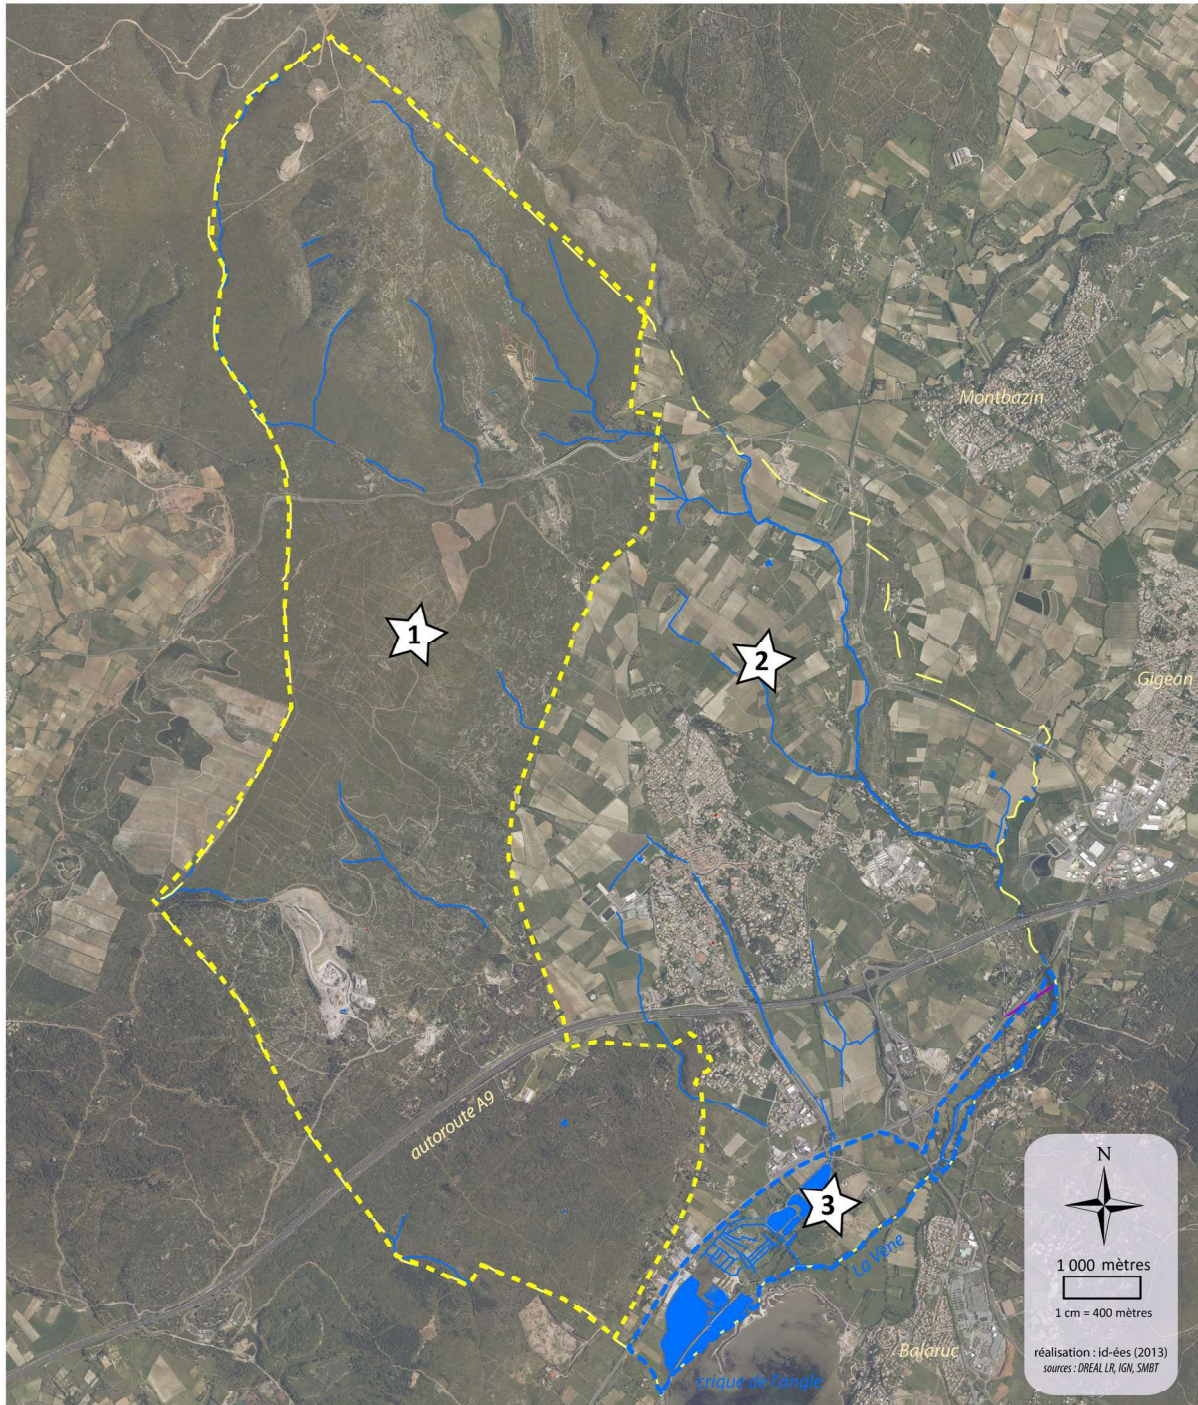 Montbazin
1
2
Gigean
autoroute A9
3
La Vène
Balaruc
crique de l'angle
N
1 000 mètres
1 cm = 400 mètres
réalisation : id-ées (2013)
sources : DREAL LR, IGN, SMBT